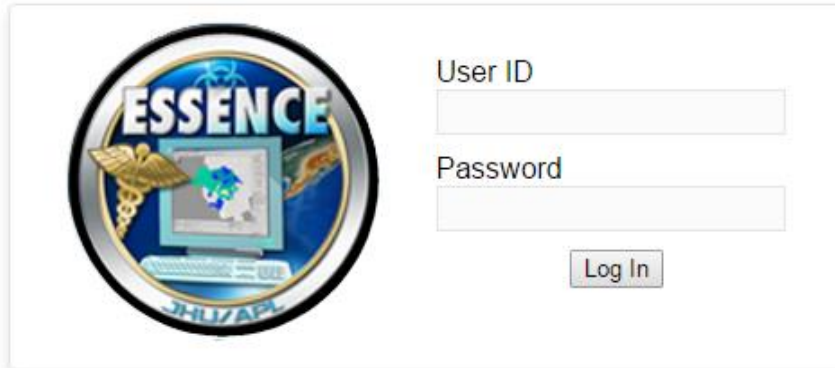 ESSENCE
JHU/APL
User ID
Password
Log In